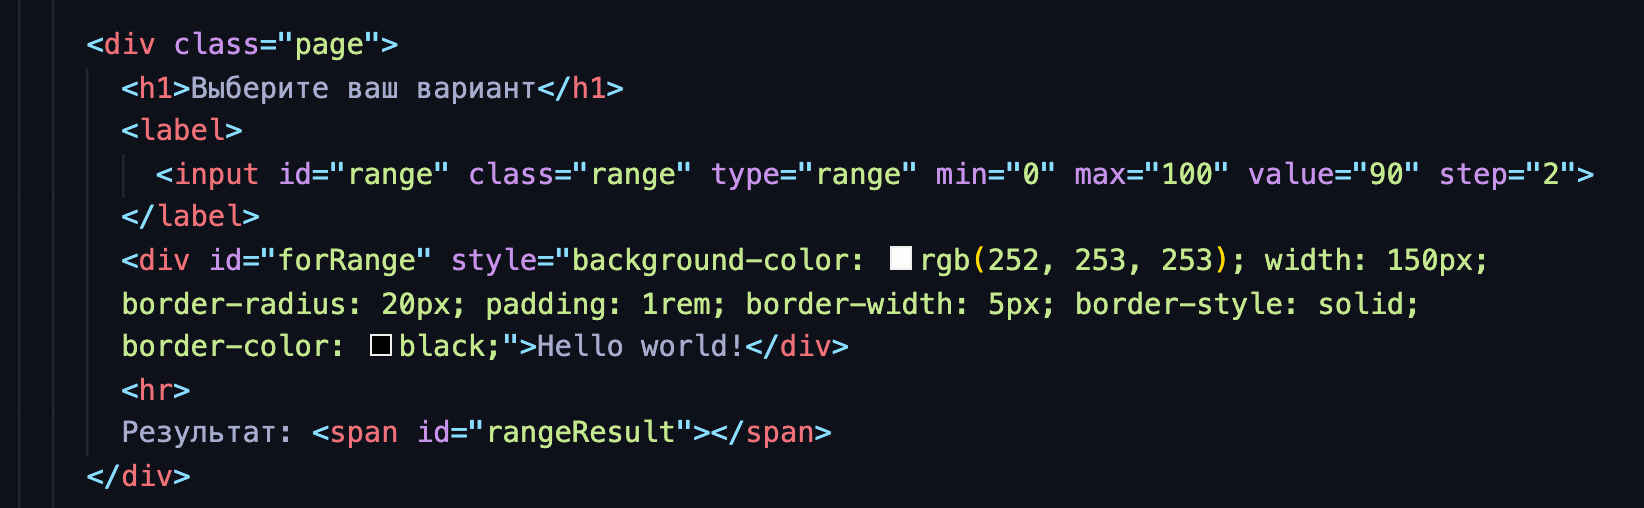 <div class="page">
<h1>Выберите ваш вариант</h1>
<label>
<input id="range" class="range" type="range" min="0" max="100" value="90" step="2">
</label>
<div id="forRange" style="background-color: rgb(252, 253, 253); width: 150px;
border-radius: 20px; padding: 1rem; border-width: 5px; border-style: solid;
border-color: black;">Hello world!</div>
<hr>
Результат: <span id="rangeResult"></span>
</div>